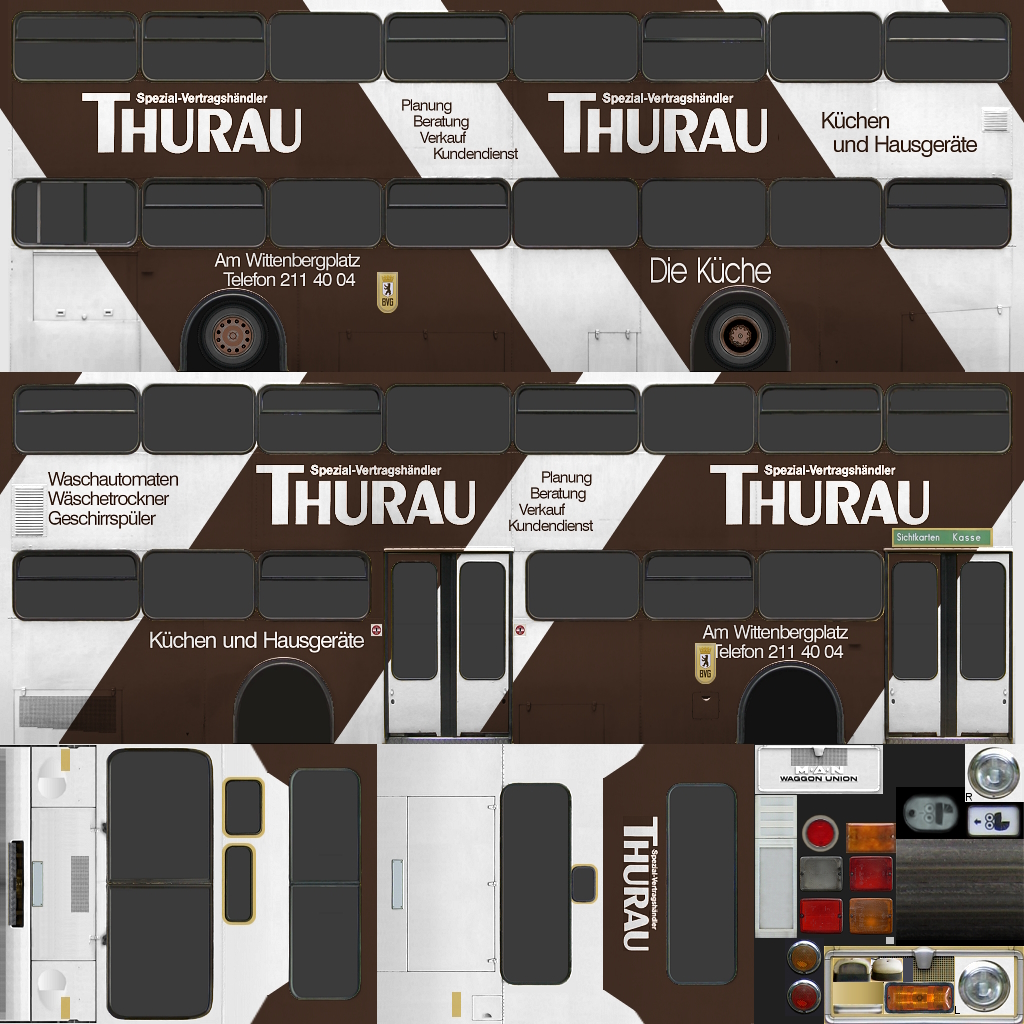 Spezial-Vertragshändler
THURAU
Planung
Beratung
Verkauf
Kundendienst
Spezial-Vertragshändler
THURAU
Küchen
und Hausgeräte
Am Wittenbergplatz
Telefon 211 40 04
BVG
Die Küche
Waschautomaten
Wäschetrockner
Geschirrspüler
Spezial-Vertragshändler
THURAU
Planung
Beratung
Verkauf
Kundendienst
Spezial-Vertragshändler
THURAU
Sichtkarten Kasse
Küchen und Hausgeräte
Am Wittenbergplatz
Telefon 211 40 04
BVG
Spezial-Vertragshändler
THURAU
M·A·N
WAGGON UNION
R
L